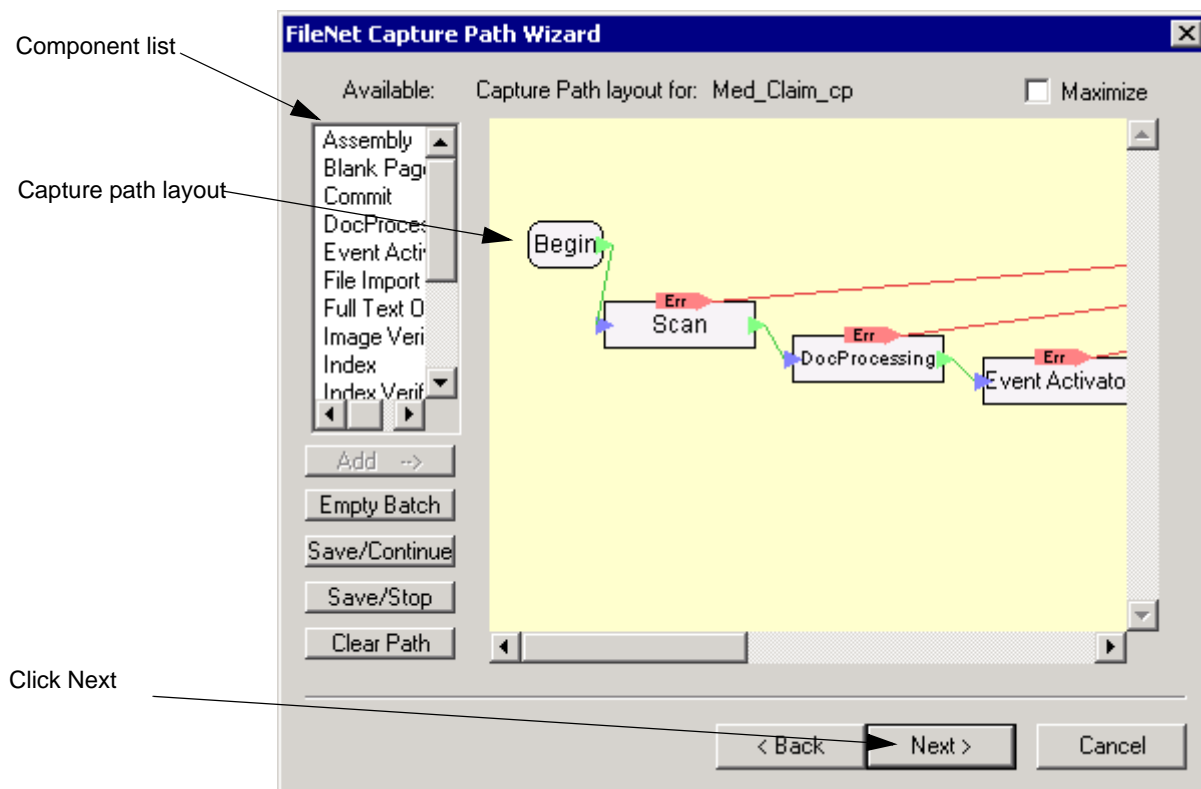 FileNet Capture Path Wizard
Component list
Available:
Capture Path layout for: Med_Claim_cp
Maximize
Assembly
Blank Page
Commit
DocProces
Event Activ
File Import
Full Text O
Image Veri
Index
Index Verif
Capture path layout
Begin
Err
Scan
Err
DocProcessing
Err
Event Activato
Add -->
Empty Batch
Save/Continue
Save/Stop
Clear Path
Click Next
< Back
Next >
Cancel